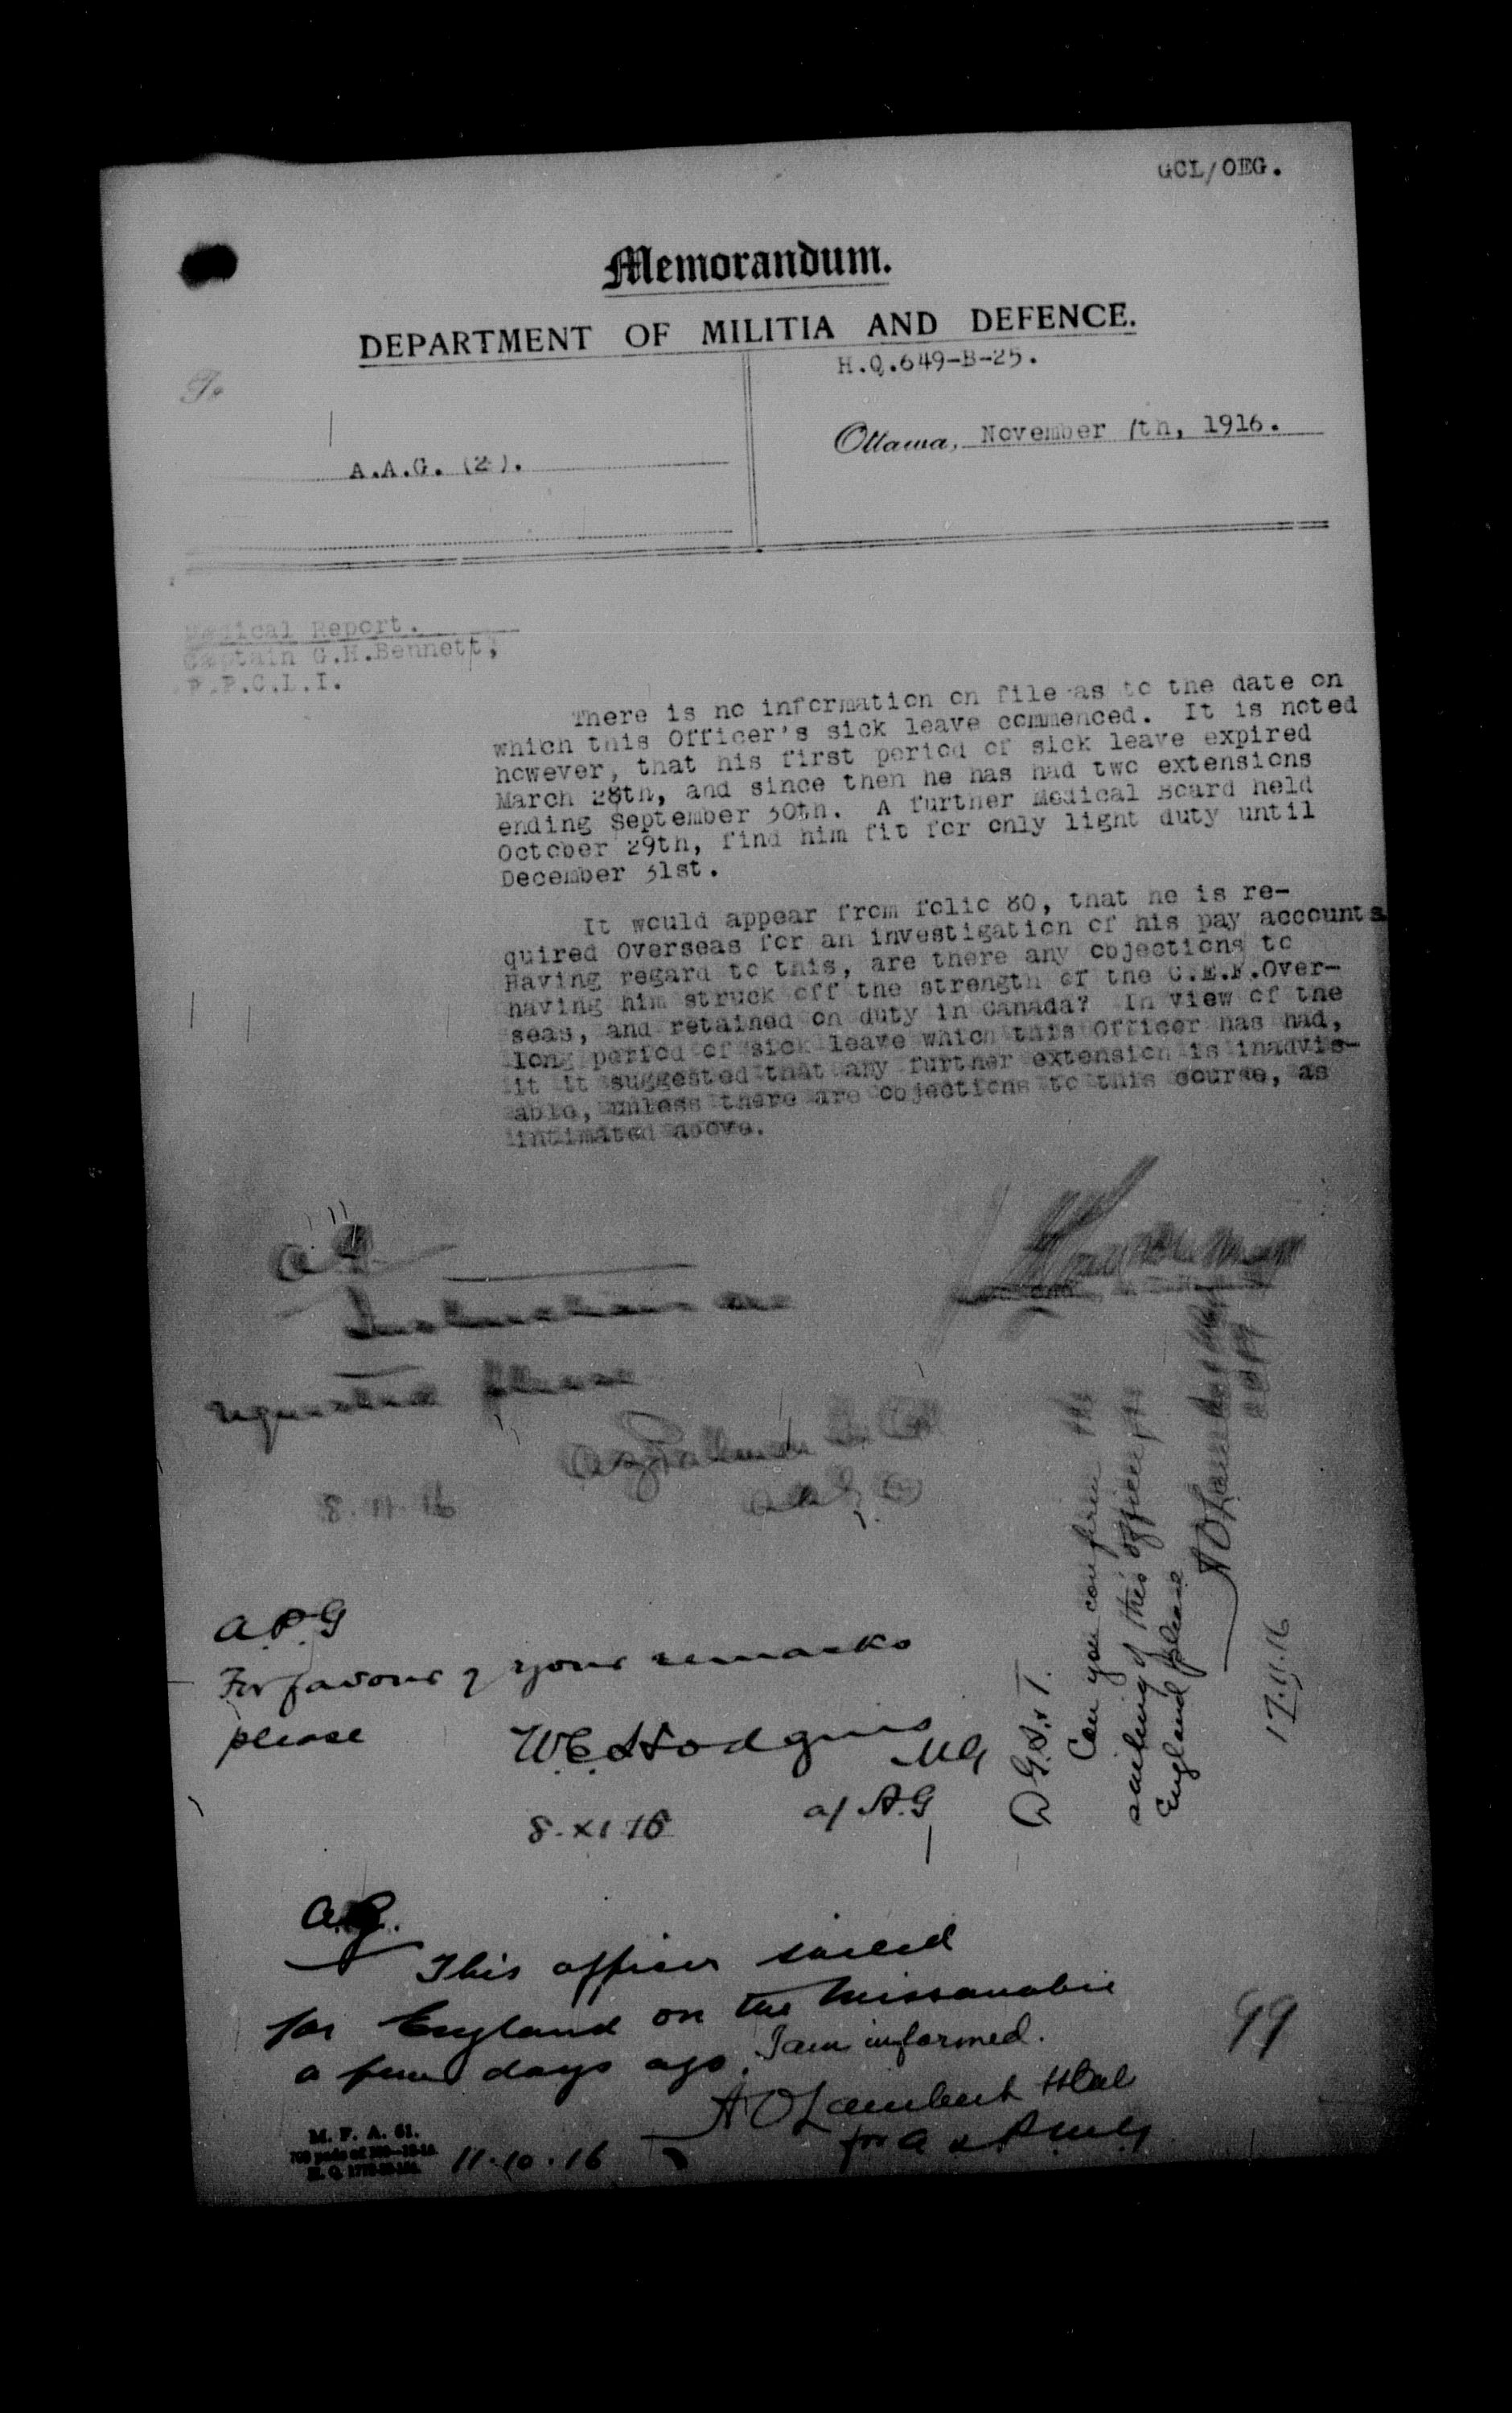 GCL/OEG.
Memorandum.
DEPARTMENT OF MILITIA AND DEFENCE.
H.Q.649-B-25.
To
Ottawa, November 7th, 1916.
A.A.G. (2).
Medical Report.
Captain G.H.Bennett,
P.P.C.L.I.
There is no information on file as to the date on
which this Officer's sick leave commenced. It is noted
however, that his first period of sick leave expired
March 28th, and since then he has had two extensions
ending September 30th. A further Medical Board held
October 29th, find him fit for only light duty until
December 31st.
It would appear from folio 80, that he is re-
quired Overseas for an investigation of his pay accounts
Having regard to this, are there any objections to
having him struck off the strength of the C.E.F.Over-
seas, and retained on duty in Canada? In view of the
long period of sick leave which this Officer has had,
it it suggested that any further extension is inadvis-
able, unless there are objections to this course, as
intimated above.
A.G.
Instructions are
requested please
8.11.16
A.P.G
For favour of your remarks
please
W.E. Hodgins
MG
8.XI.16
a/ A.G
D.G.S.&T.
Can you confirm the
sailing of this officer for
England please
A O Lambert
17.11.16
A.G.
This officer sailed
for England on the Missanabie
a few days ago, I am informed.
A O Lambert
for A &
11.10.16
99
M. F. A. 61.